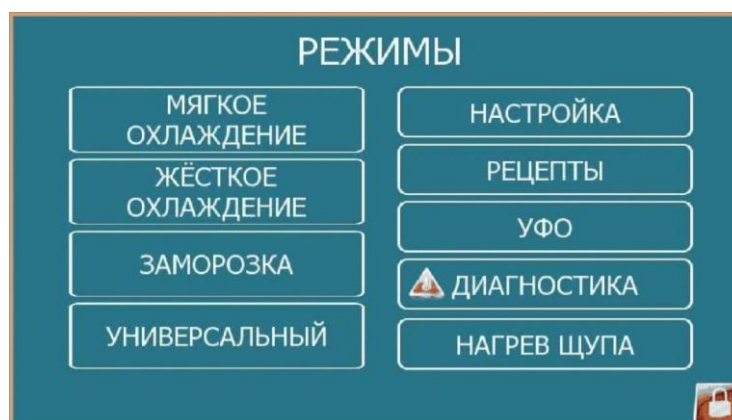 РЕЖИМЫ
МЯГКОЕ
ОХЛАЖДЕНИЕ
ЖЁСТКОЕ
ОХЛАЖДЕНИЕ
ЗАМОРОЗКА
УНИВЕРСАЛЬНЫЙ
НАСТРОЙКА
РЕЦЕПТЫ
УФО
ДИАГНОСТИКА
НАГРЕВ ЩУПА